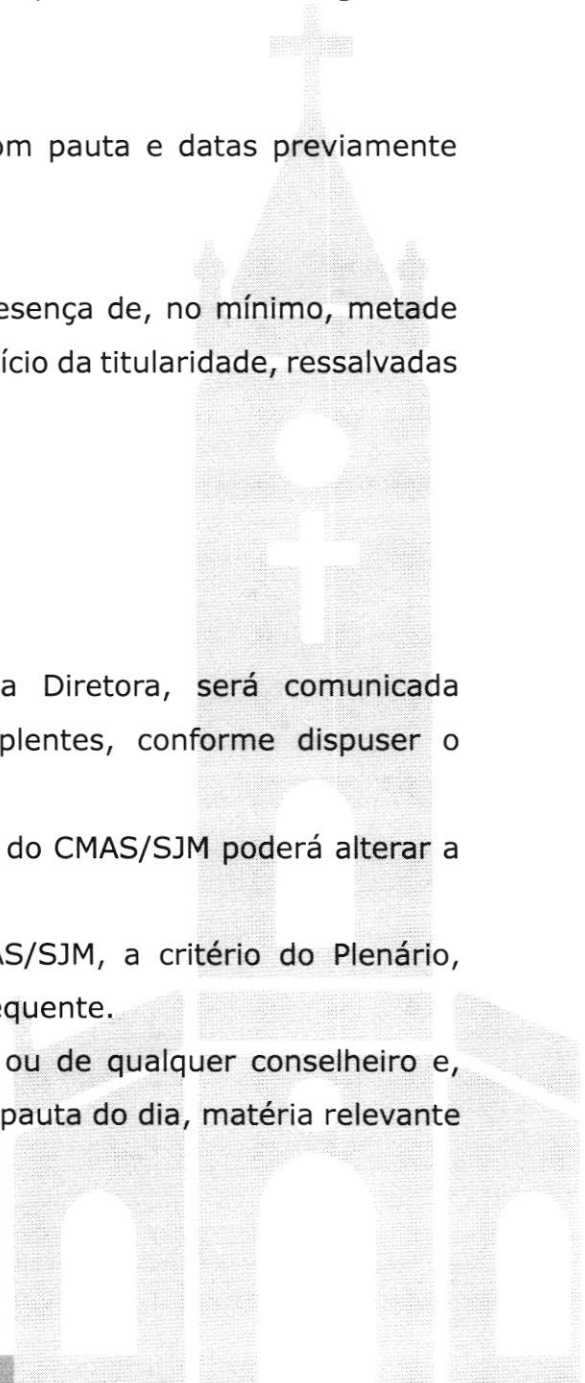 om pauta e datas previamente
esença de, no mínimo, metade
ício da titularidade, ressalvadas
a Diretora, será comunicada
plentes, conforme dispuser o
do CMAS/SJM poderá alterar a
AS/SJM, a critério do Plenário,
equente.
ou de qualquer conselheiro e,
pauta do dia, matéria relevante